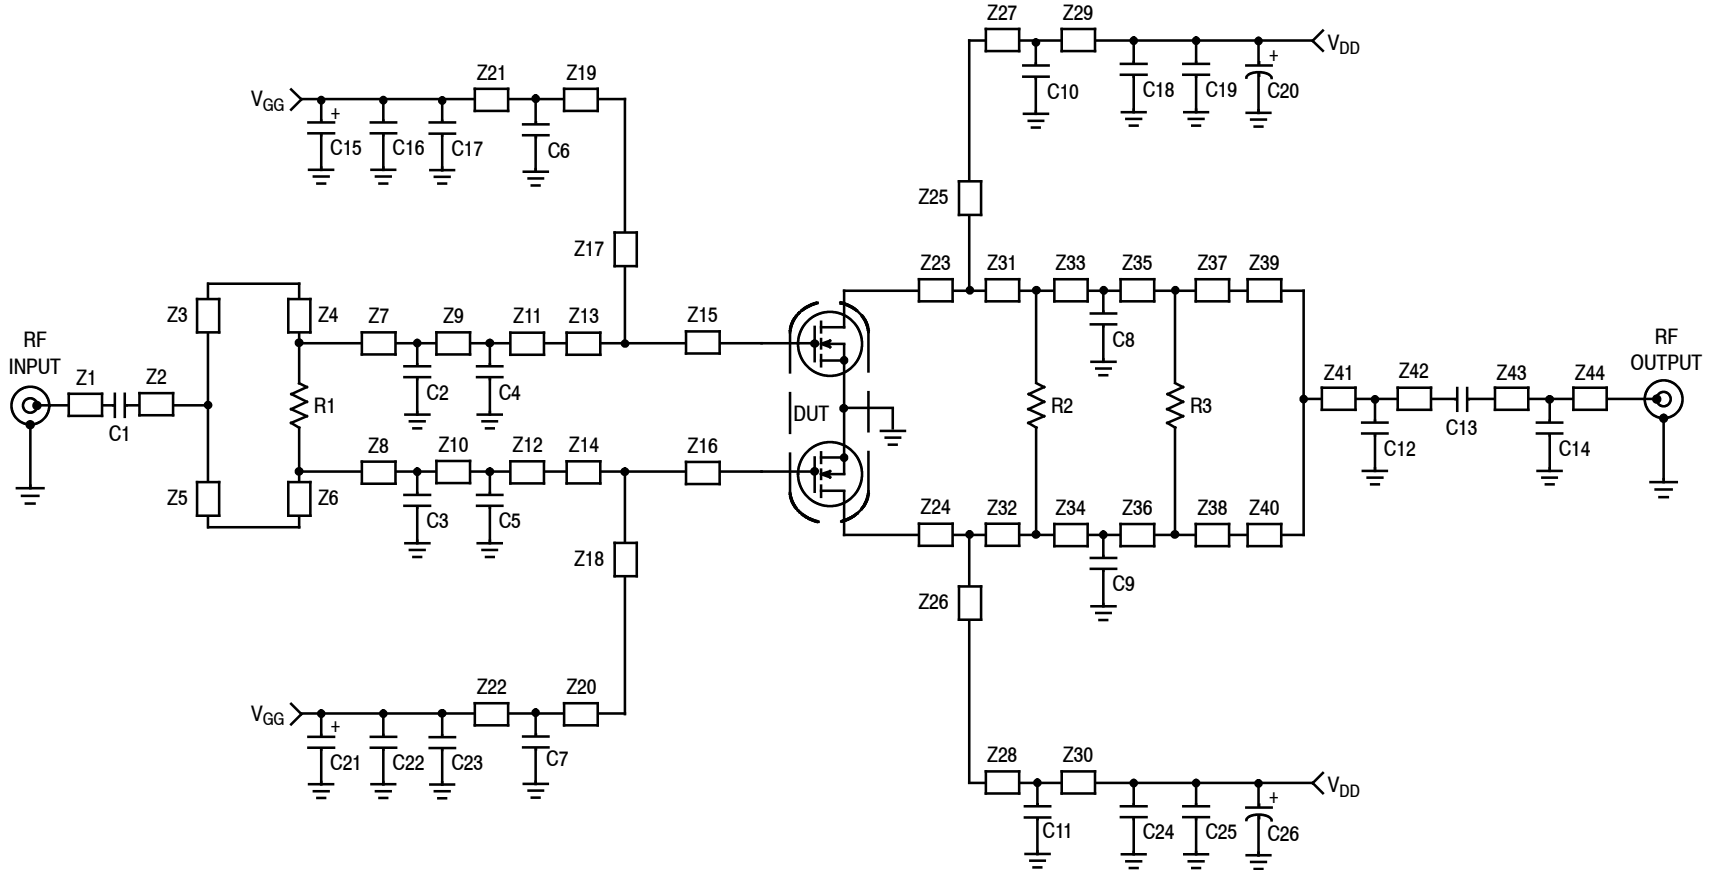 Z27 Z29
V_DD
C10 C18 C19 + C20
Z21 Z19
V_GG
+ C15 C16 C17 C6
Z25
Z17
Z23 Z31 Z33 Z35 Z37 Z39
Z3 Z4 Z7 Z9 Z11 Z13 Z15
C8
RF
INPUT
RF
OUTPUT
Z1 Z2
C2 C4
Z41 Z42 Z43 Z44
C1 R1
DUT
R2 R3
C12 C13 C14
Z8 Z10 Z12 Z14 Z16
Z5 Z6
C3 C5
Z24 Z32 Z34 Z36 Z38 Z40
Z18
C9
Z26
Z22 Z20
V_GG
+ C21 C22 C23 C7
Z28 Z30
V_DD
C11 C24 C25 + C26